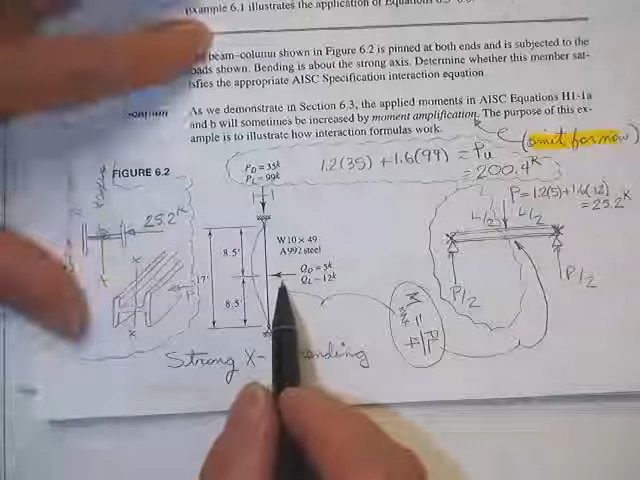 Example 6.1 illustrates the application of Equations
beam–column shown in Figure 6.2 is pinned at both ends and is subjected to the
loads shown. Bending is about the strong axis. Determine whether this member sat-
isfies the appropriate AISC Specification interaction equation.
As we demonstrate in Section 6.3, the applied moments in AISC Equations H1-1a
and b will sometimes be increased by moment amplification. The purpose of this ex-
ample is to illustrate how interaction formulas work.
(omit for now)
FIGURE 6.2
P_D = 35k
P_L = 99k
1.2(35) + 1.6(99) = Pu
= 200.4k
P = 1.2(5) + 1.6(12)
= 25.2k
25.2k
L/2
L/2
8.5'
W10 × 49
A992 steel
Q_D = 5k
Q_L = 12k
17'
8.5'
P/2
P/2
M = PL/4
x
x
Strong X-
ending